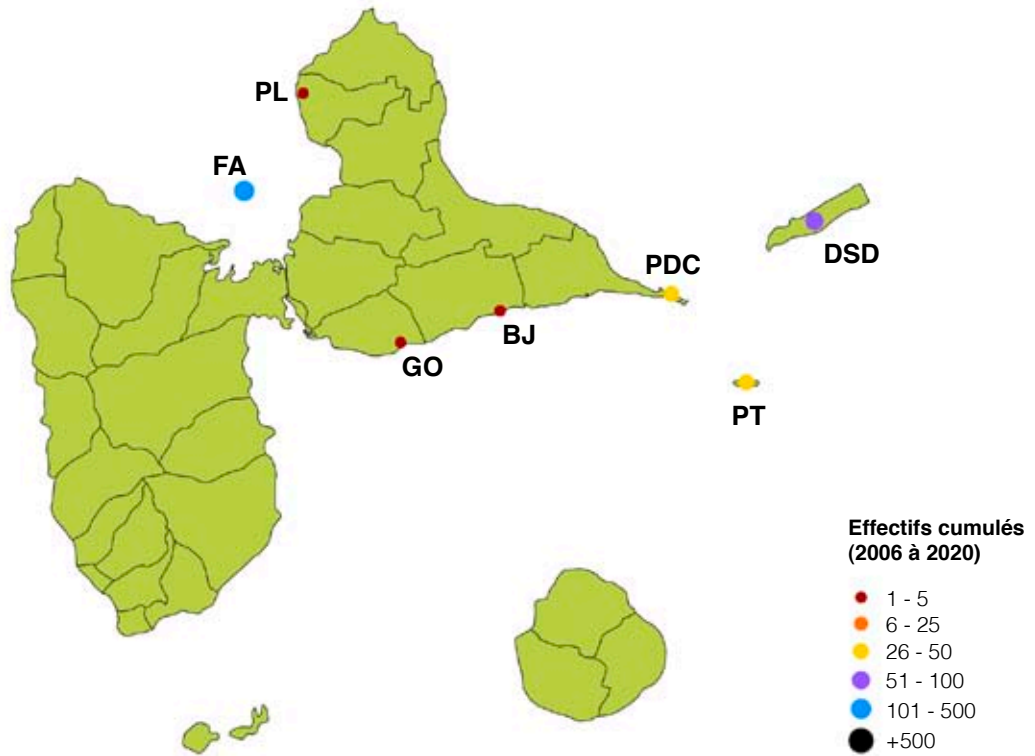 PL
FA
DSD
PDC
BJ
GO
PT
Effectifs cumulés
(2006 à 2020)
1 - 5
6 - 25
26 - 50
51 - 100
101 - 500
+500